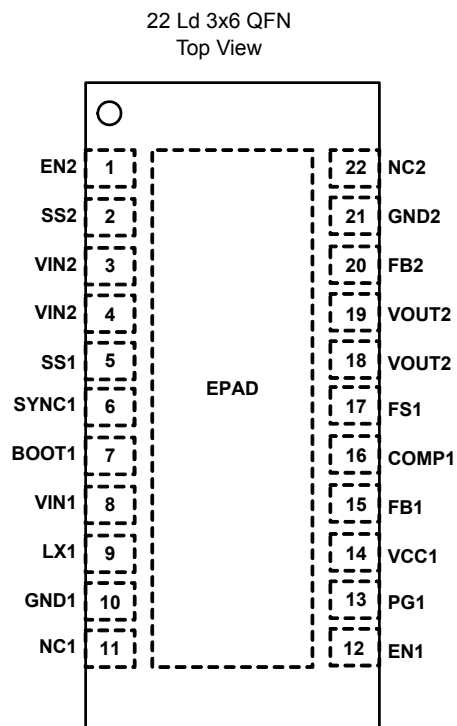 22 Ld 3x6 QFN
Top View
EN2 1 22 NC2
SS2 2 21 GND2
VIN2 3 20 FB2
VIN2 4 19 VOUT2
SS1 5 18 VOUT2
EPAD
SYNC1 6 17 FS1
BOOT1 7 16 COMP1
VIN1 8 15 FB1
LX1 9 14 VCC1
GND1 10 13 PG1
NC1 11 12 EN1